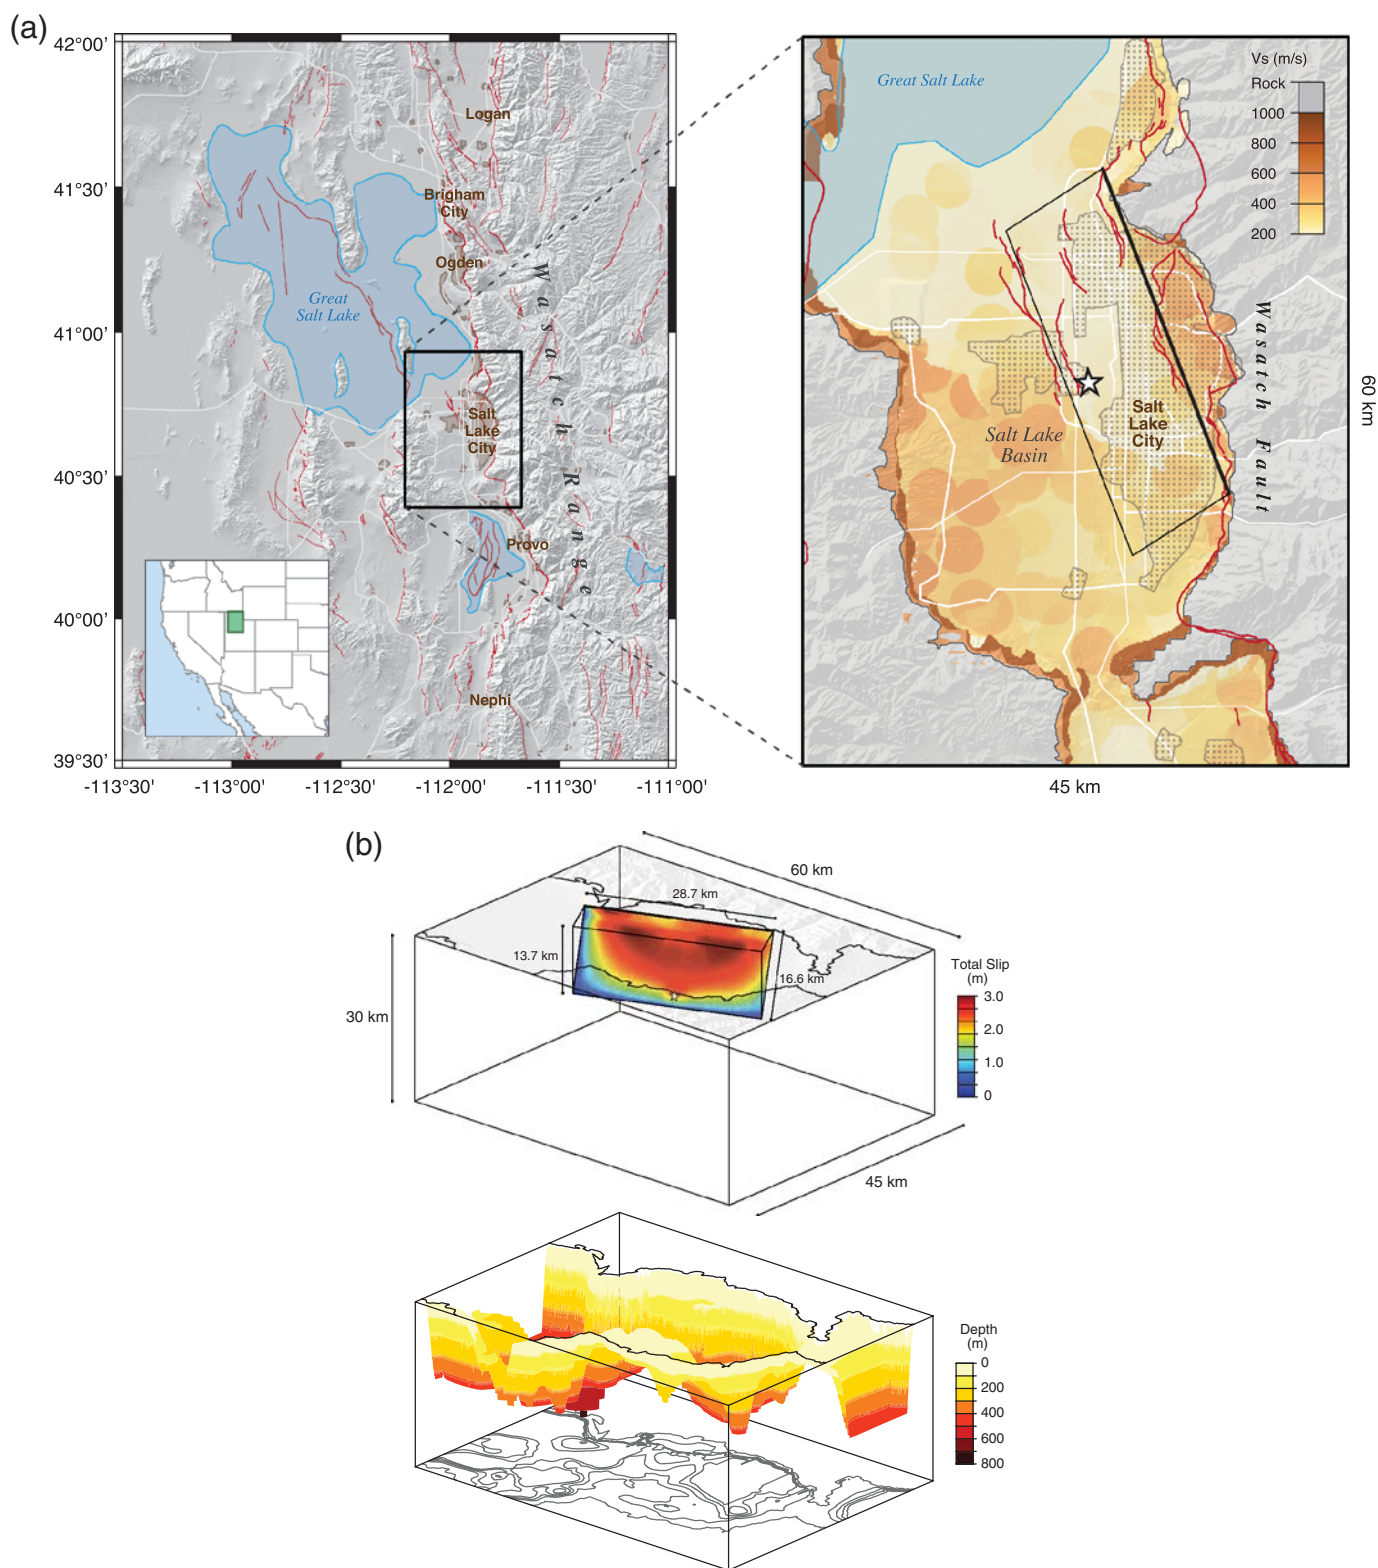 (a)
42°00'
41°30'
41°00'
40°30'
40°00'
39°30'
-113°30'
-113°00'
-112°30'
-112°00'
-111°30'
-111°00'
Logan
Brigham
City
Ogden
Great
Salt Lake
Salt
Lake
City
Provo
Nephi
Wasatch Range
Great Salt Lake
Vs (m/s)
Rock
1000
800
600
400
200
Salt Lake
Basin
Salt
Lake
City
Wasatch Fault
60 km
45 km
(b)
60 km
28.7 km
13.7 km
16.6 km
30 km
45 km
Total Slip
(m)
3.0
2.0
1.0
0
Depth
(m)
0
200
400
600
800